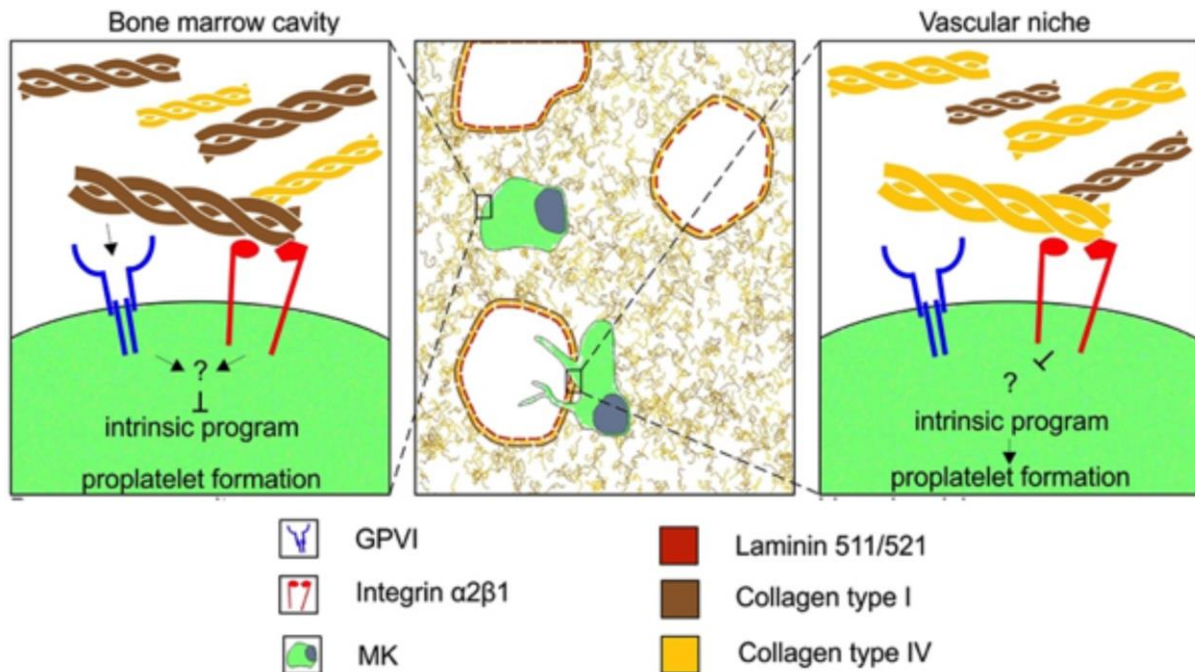 Bone marrow cavity
Vascular niche
?
intrinsic program
proplatelet formation
?
intrinsic program
proplatelet formation
GPVI
Integrin α2β1
MK
Laminin 511/521
Collagen type I
Collagen type IV